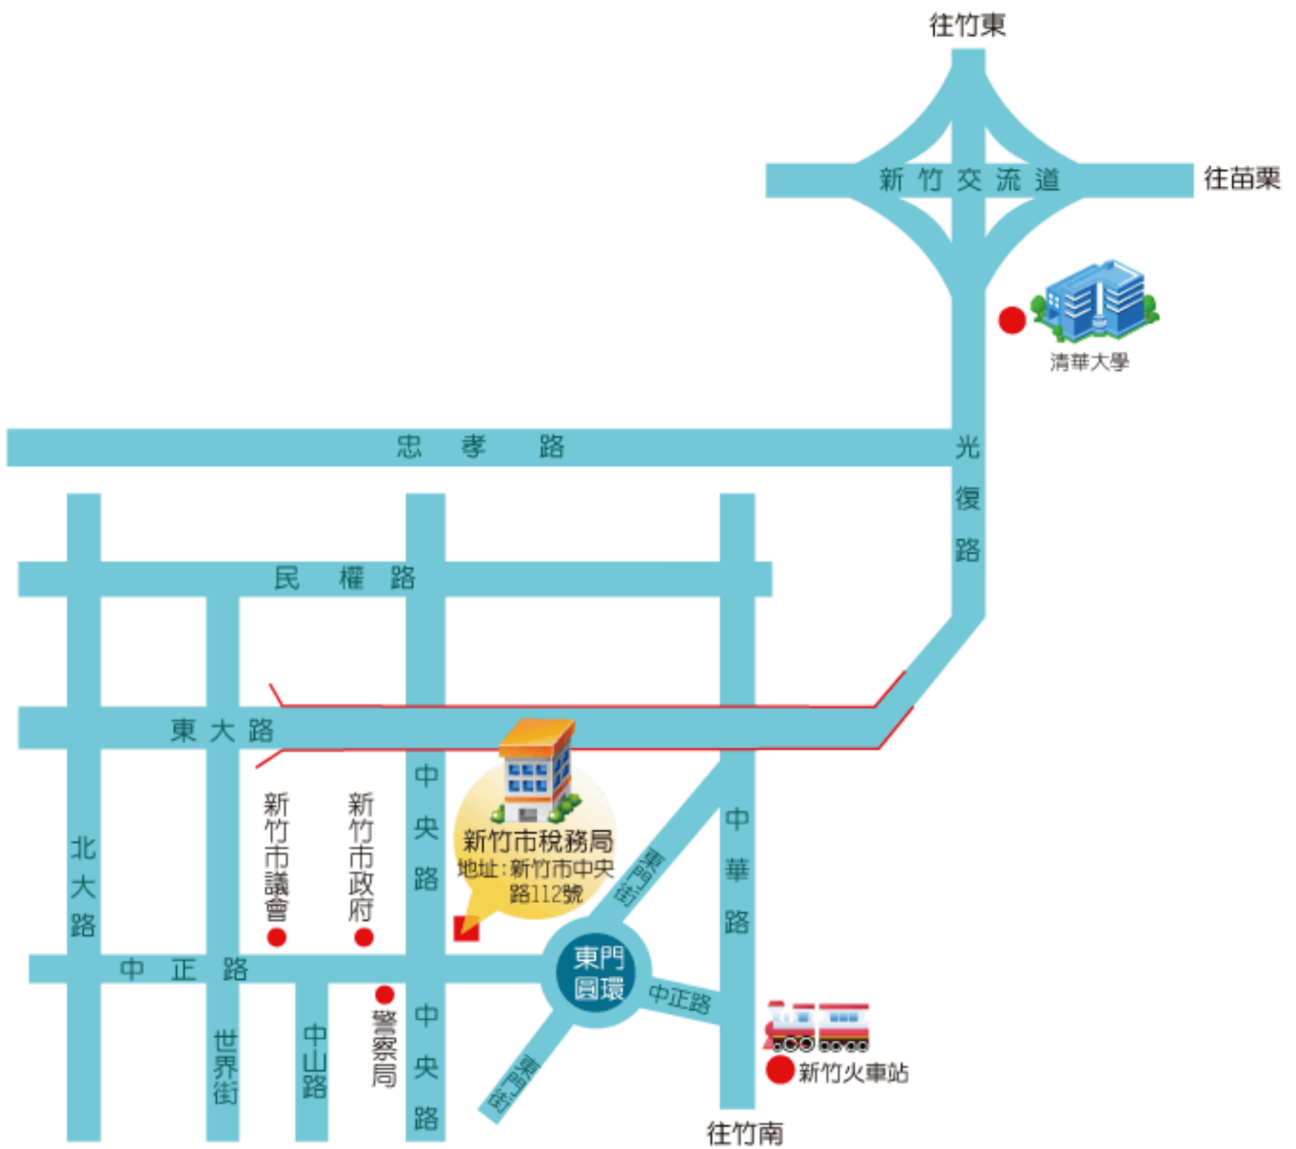 往竹東
新竹交流道
往苗栗
清華大學
忠孝路
光復路
民權路
東大路
中央路
新竹市議會
新竹市政府
新竹市稅務局
地址:新竹市中央
路112號
東門街
中華路
北大路
中正路
東門
圓環
中正路
世界街
中山路
警察局
中央路
東門街
新竹火車站
往竹南